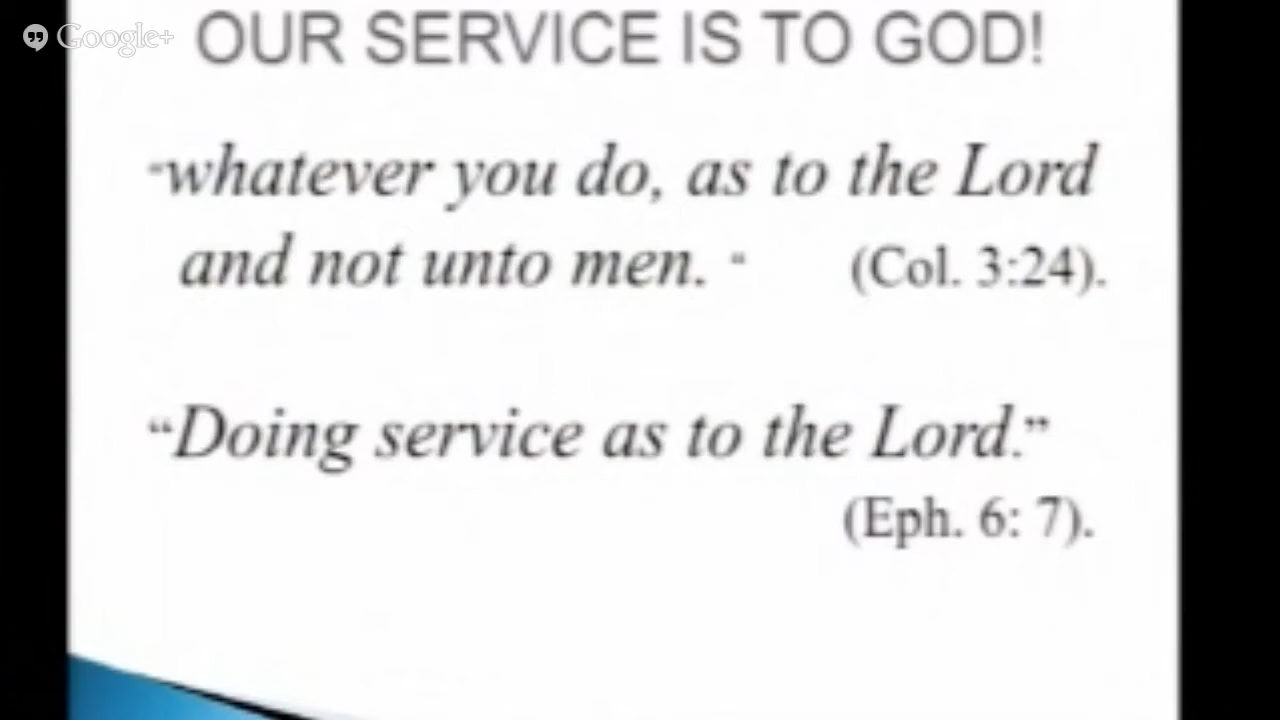 Google+
OUR SERVICE IS TO GOD!
"whatever you do, as to the Lord
and not unto men. "     (Col. 3:24).
“Doing service as to the Lord.”
(Eph. 6: 7).